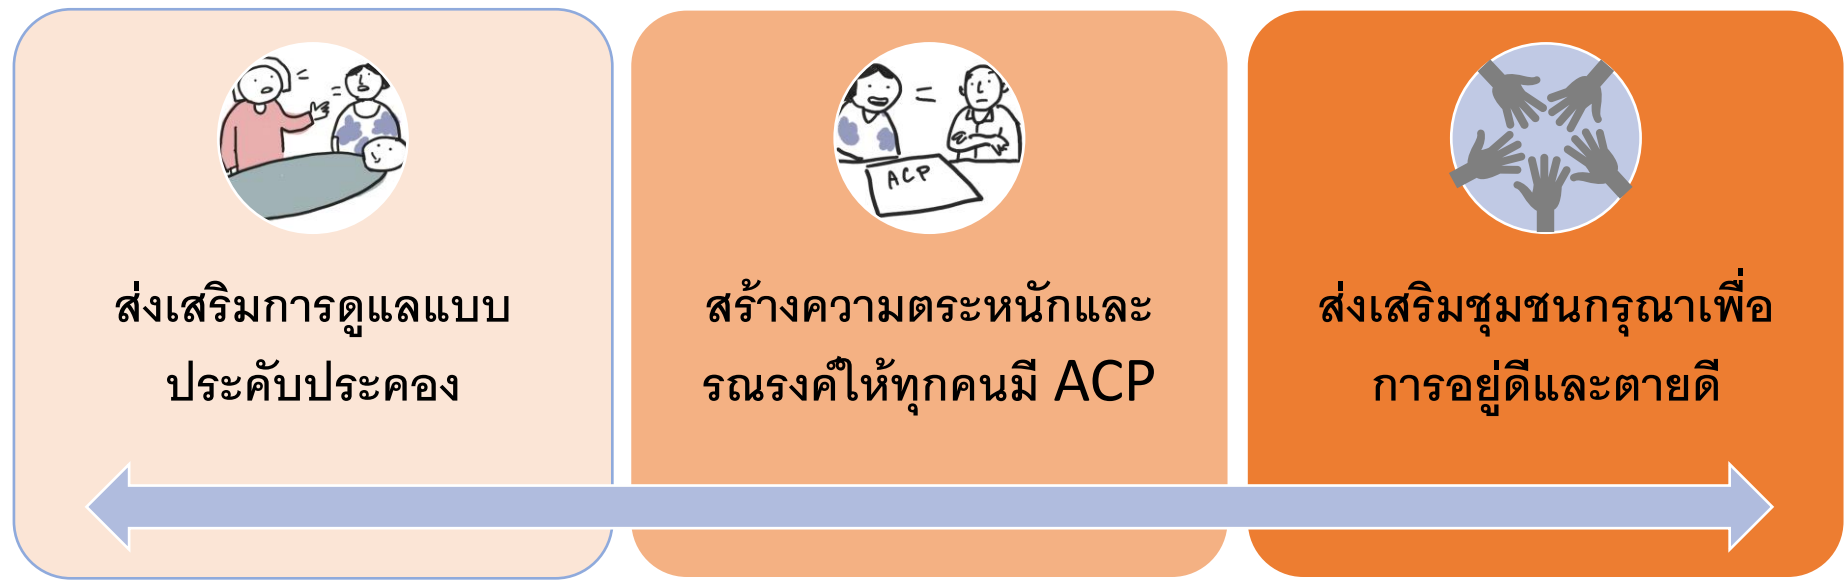 ส่งเสริมการดูแลแบบ
ประคับประคอง
ACP
สร้างความตระหนักและ
รณรงค์ให้ทุกคนมี ACP
ส่งเสริมชุมชนกรุณาเพื่อ
การอยู่ดีและตายดี